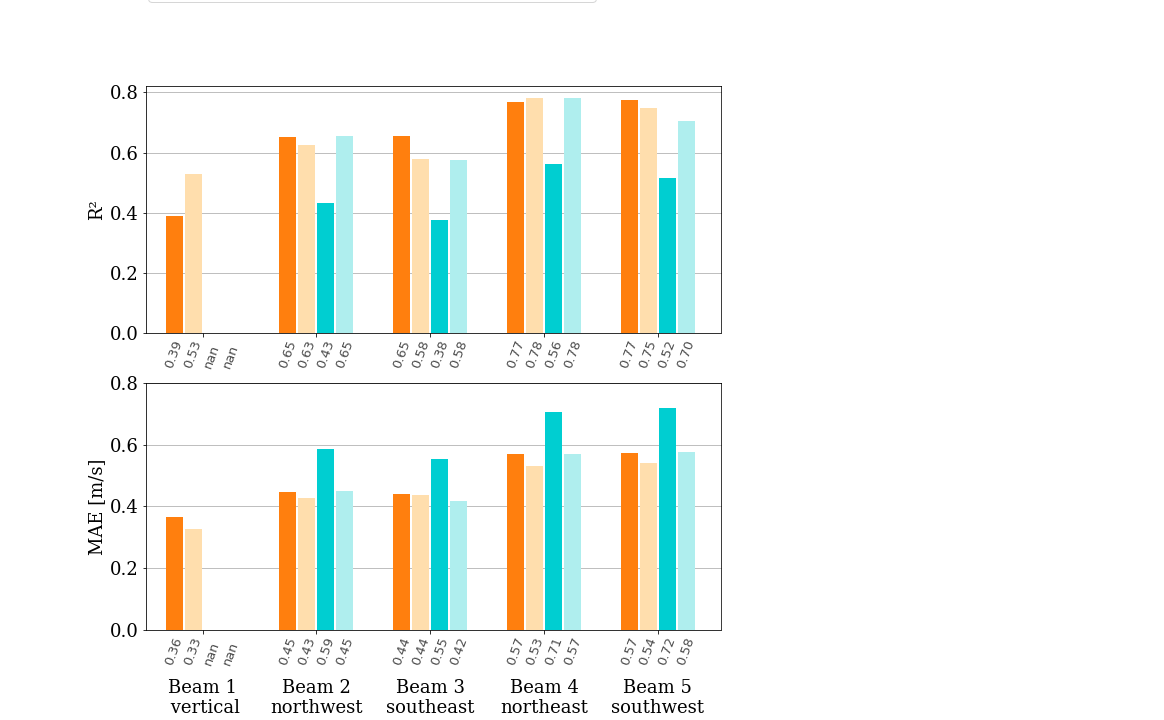 0.8
0.6
0.4
0.2
0.0
R²
0.39 0.53 nan nan 0.65 0.63 0.43 0.65 0.65 0.58 0.38 0.58 0.77 0.78 0.56 0.78 0.77 0.75 0.52 0.70
0.8
0.6
0.4
0.2
0.0
MAE [m/s]
0.36 0.33 nan nan 0.45 0.43 0.59 0.45 0.44 0.44 0.55 0.42 0.57 0.53 0.71 0.57 0.57 0.54 0.72 0.58
Beam 1 Beam 2 Beam 3 Beam 4 Beam 5
vertical northwest southeast northeast southwest